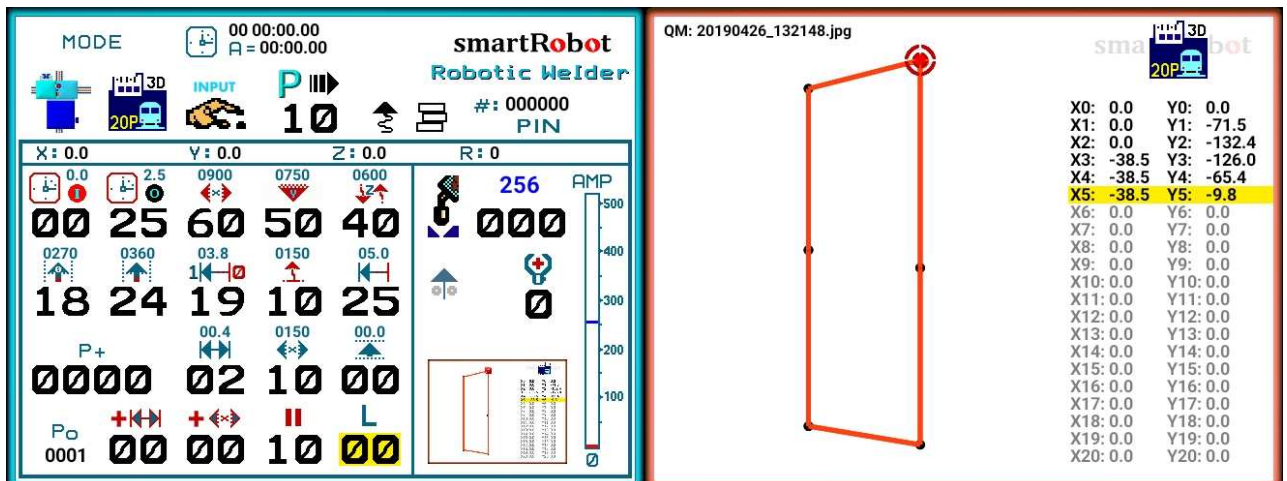 MODE
00 00:00.00
A = 00:00.00
smartRobot
Robotic Welder
3D
20P
INPUT
P
10
#: 000000
PIN
X: 0.0 Y: 0.0 Z: 0.0 R: 0
0.0 2.5 0900 0750 0600
I O x V Z
00 25 60 50 40
256
000
AMP
500
400
300
200
100
0
0270 0360 03.8 0150 05.0
1 0
18 24 19 10 25
0
00.4 0150 00.0
P+
0000 02 10 00
L
Po
0001 00 00 10 00
QM: 20190426_132148.jpg
3D
20P
X0: 0.0 Y0: 0.0
X1: 0.0 Y1: -71.5
X2: 0.0 Y2: -132.4
X3: -38.5 Y3: -126.0
X4: -38.5 Y4: -65.4
X5: -38.5 Y5: -9.8
X6: 0.0 Y6: 0.0
X7: 0.0 Y7: 0.0
X8: 0.0 Y8: 0.0
X9: 0.0 Y9: 0.0
X10: 0.0 Y10: 0.0
X11: 0.0 Y11: 0.0
X12: 0.0 Y12: 0.0
X13: 0.0 Y13: 0.0
X14: 0.0 Y14: 0.0
X15: 0.0 Y15: 0.0
X16: 0.0 Y16: 0.0
X17: 0.0 Y17: 0.0
X18: 0.0 Y18: 0.0
X19: 0.0 Y19: 0.0
X20: 0.0 Y20: 0.0